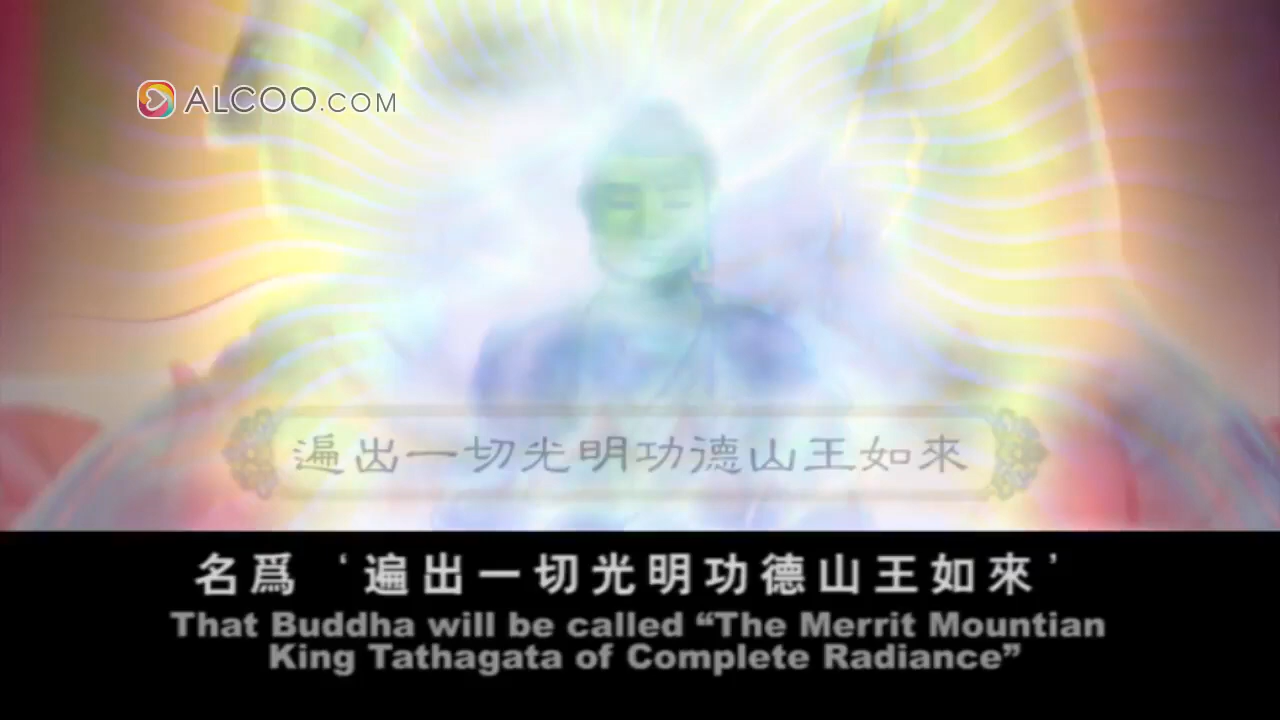 ALCOO.COM
遍出一切光明功德山王如來
名爲‘遍出一切光明功德山王如來’
That Buddha will be called “The Merrit Mountian
King Tathagata of Complete Radiance”